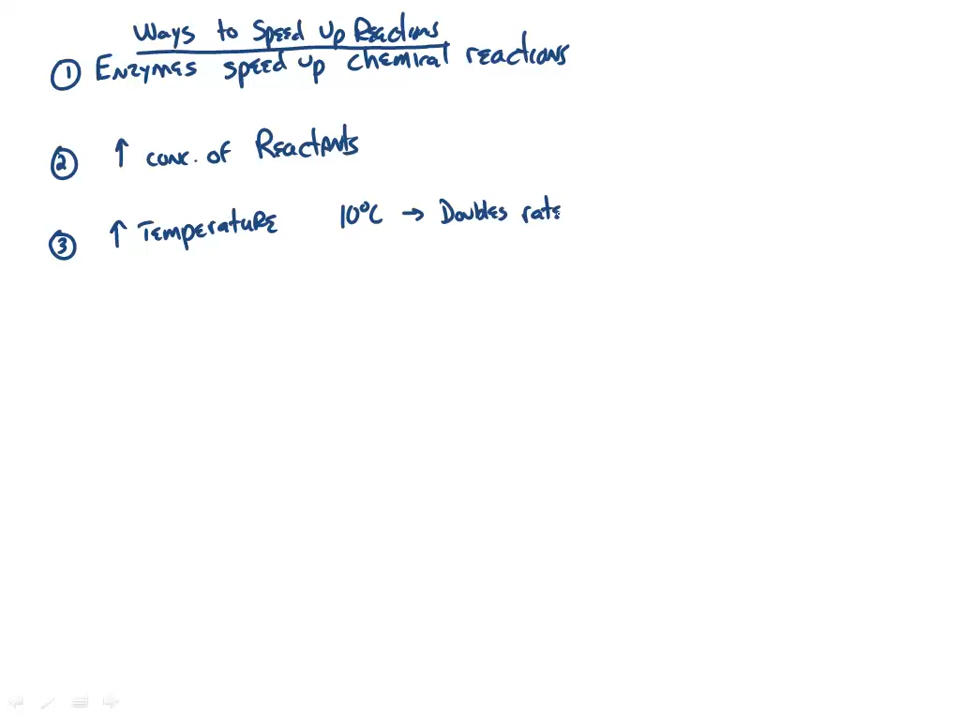 Ways to Speed Up Reactions
① Enzymes speed up chemical reactions
② ↑ conc. of Reactants
③ ↑ Temperature 10°C → Doubles rate